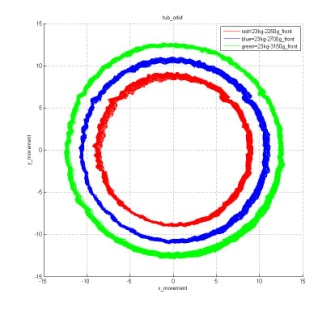 tub_orbit
red=23kg-2250g_front
blue=23kg-2700g_front
green=23kg-3150g_front
15
10
5
0
-5
-10
-15
z_movement
-15
-10
-5
0
5
10
15
x_movement